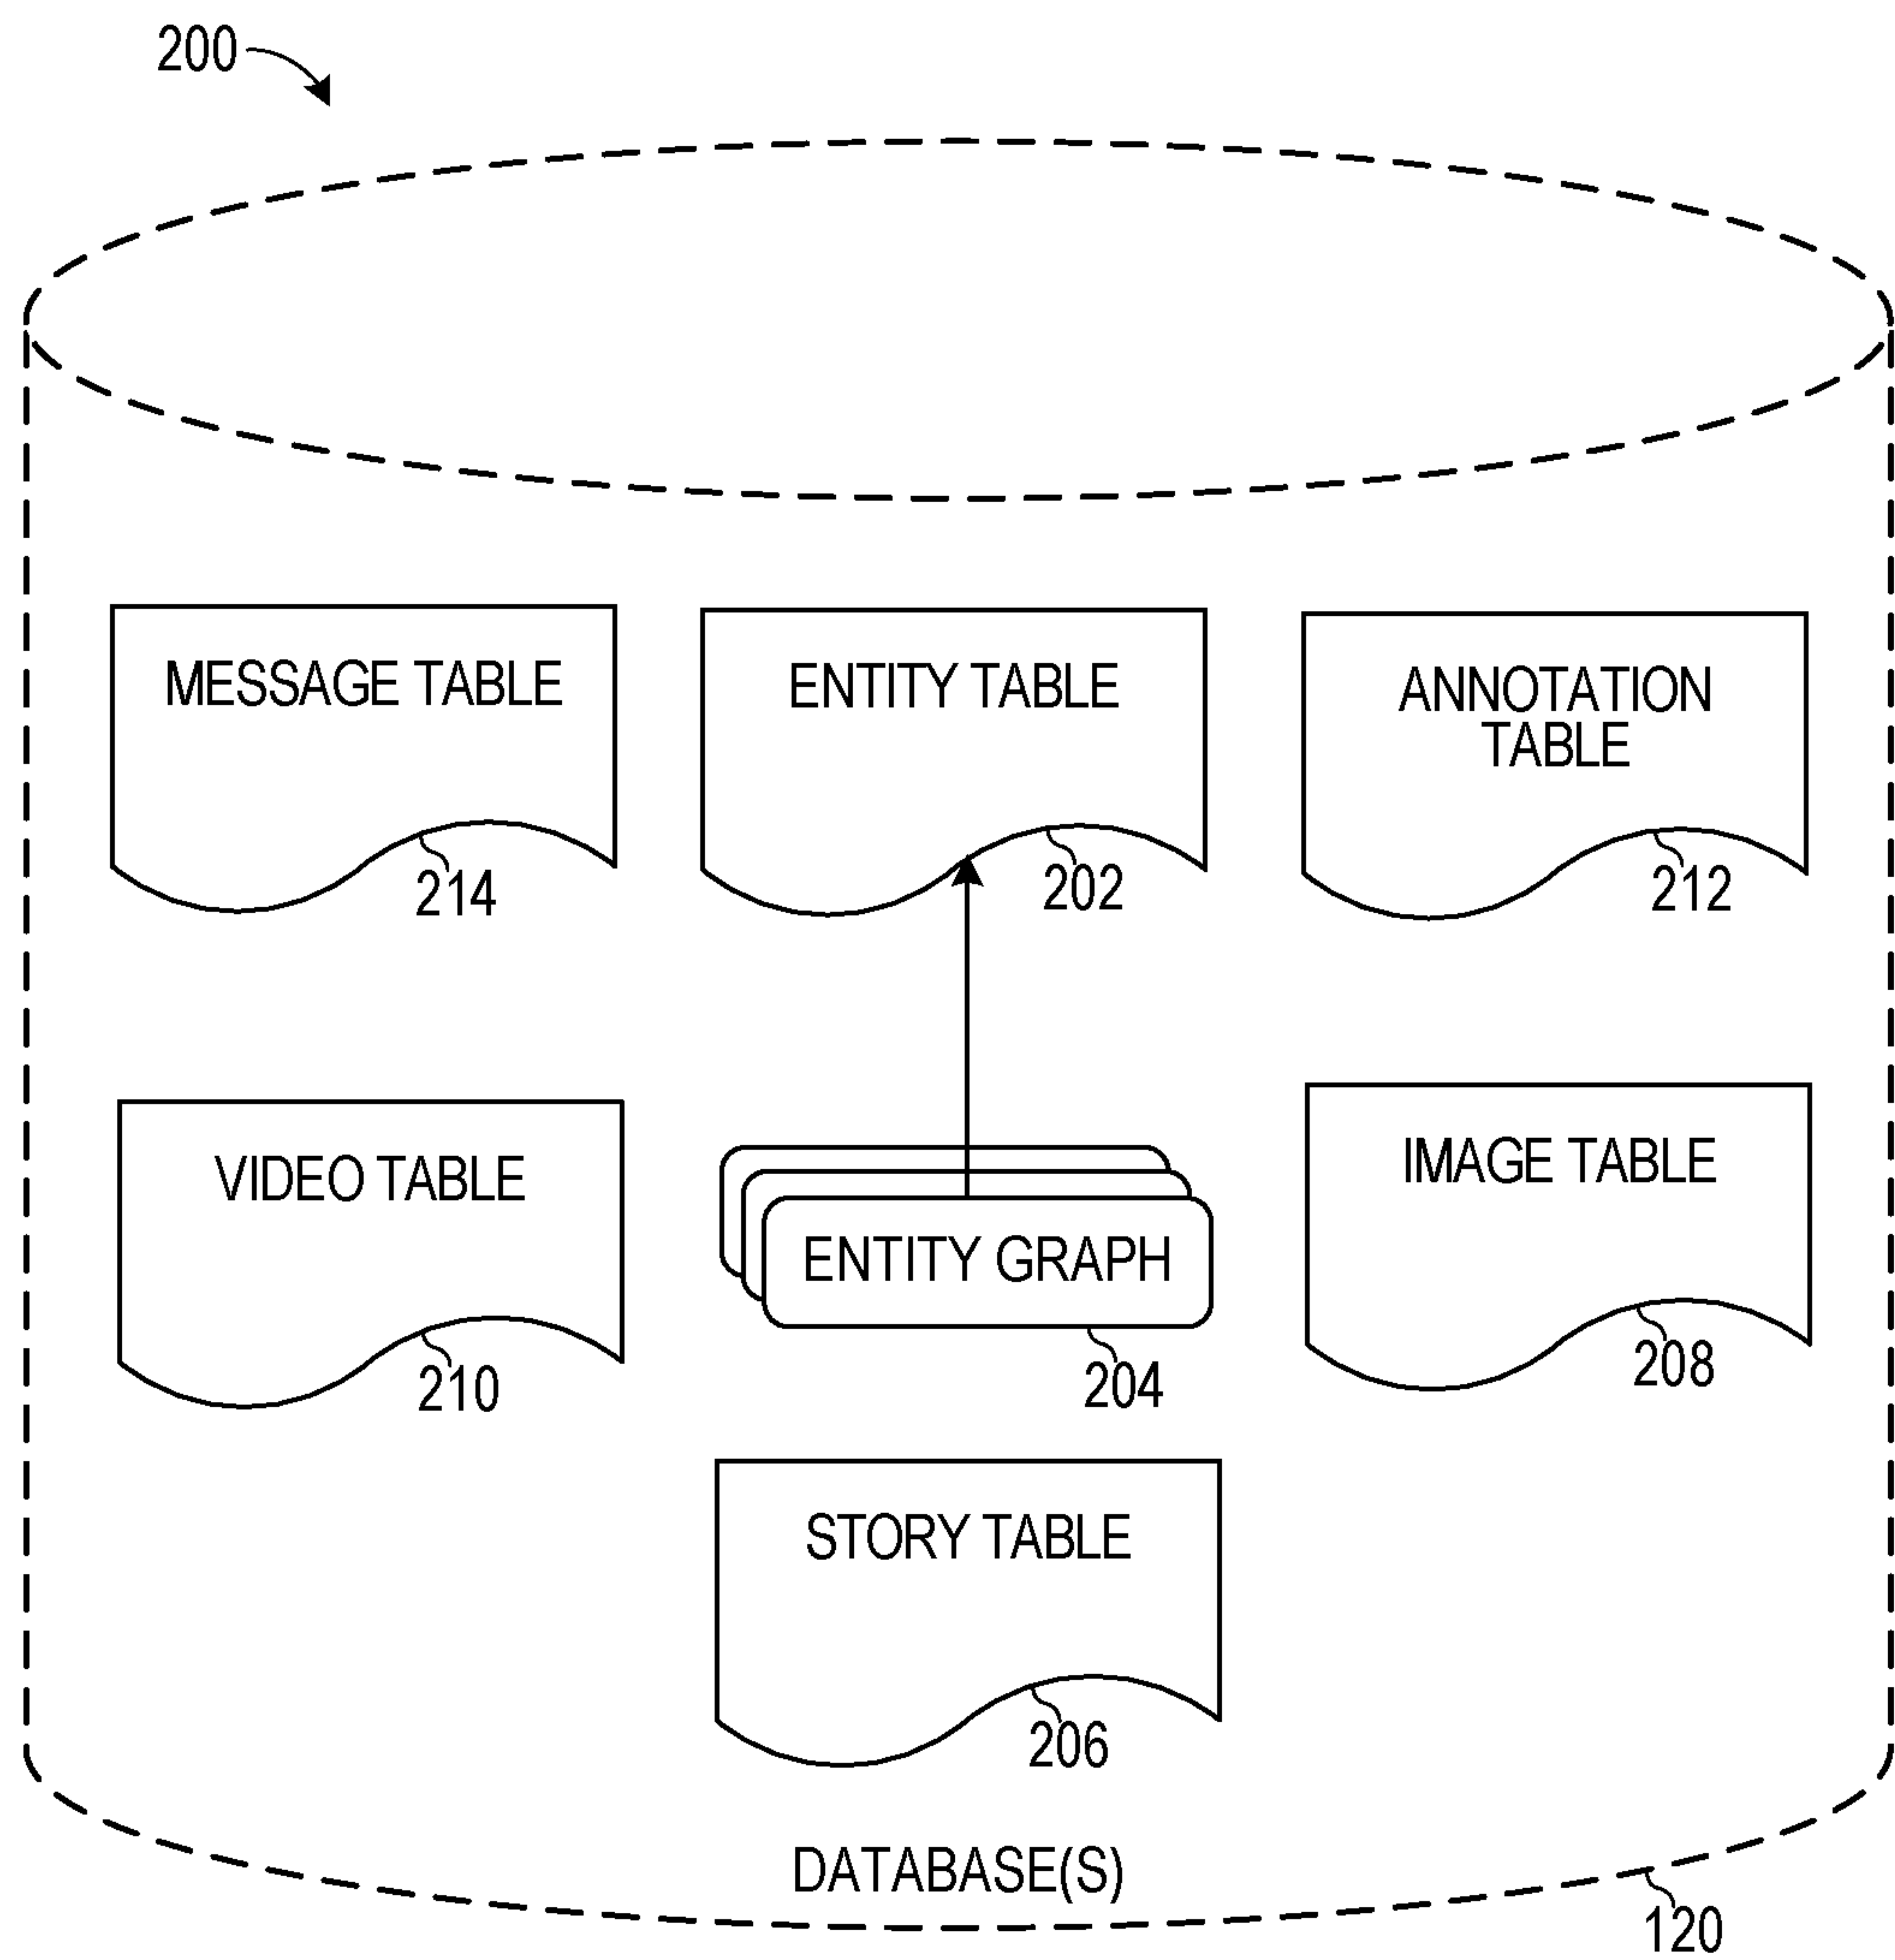 200
MESSAGE TABLE
214
ENTITY TABLE
202
ANNOTATION
TABLE
212
VIDEO TABLE
210
ENTITY GRAPH
204
IMAGE TABLE
208
STORY TABLE
206
DATABASE(S)
120